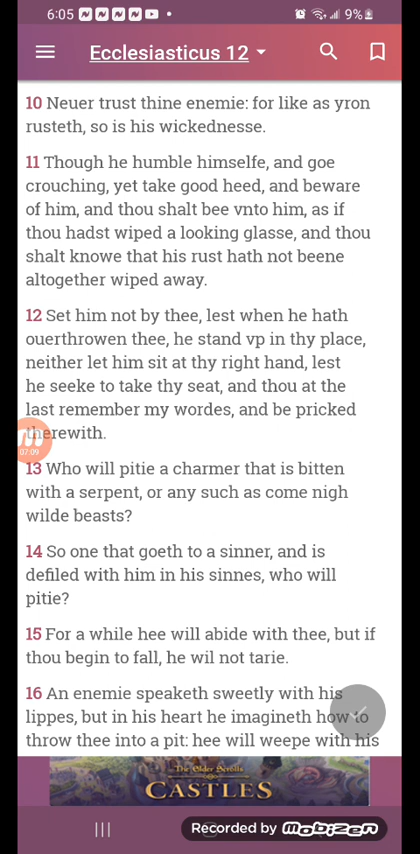 6:05
9%
Ecclesiasticus 12
10 Neuer trust thine enemie: for like as yron
rusteth, so is his wickednesse.
11 Though he humble himselfe, and goe
crouching, yet take good heed, and beware
of him, and thou shalt bee vnto him, as if
thou hadst wiped a looking glasse, and thou
shalt knowe that his rust hath not beene
altogether wiped away.
12 Set him not by thee, lest when he hath
ouerthrowen thee, he stand vp in thy place,
neither let him sit at thy right hand, lest
he seeke to take thy seat, and thou at the
last remember my wordes, and be pricked
therewith.
07:09
13 Who will pitie a charmer that is bitten
with a serpent, or any such as come nigh
wilde beasts?
14 So one that goeth to a sinner, and is
defiled with him in his sinnes, who will
pitie?
15 For a while hee will abide with thee, but if
thou begin to fall, he wil not tarie.
16 An enemie speaketh sweetly with his
lippes, but in his heart he imagineth how to
throw thee into a pit: hee will weepe with his
The Elder Scrolls
CASTLES
Recorded by Mobizen